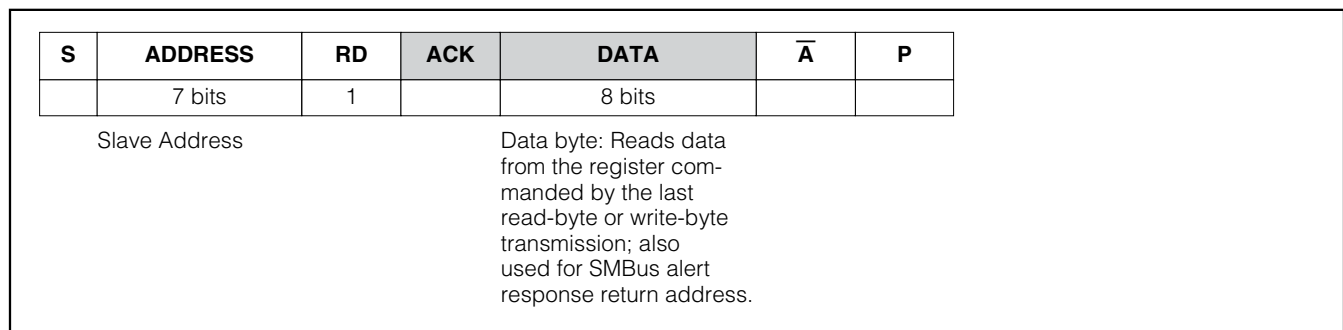 S ADDRESS RD ACK DATA A̅ P
7 bits 1 8 bits
Slave Address
Data byte: Reads data
from the register com-
manded by the last
read-byte or write-byte
transmission; also
used for SMBus alert
response return address.